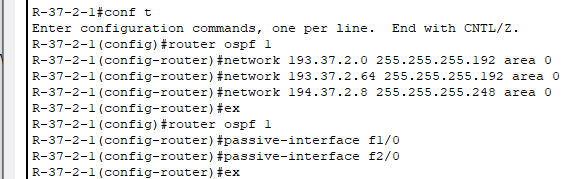 R-37-2-1#conf t
Enter configuration commands, one per line.  End with CNTL/Z.
R-37-2-1(config)#router ospf 1
R-37-2-1(config-router)#network 193.37.2.0 255.255.255.192 area 0
R-37-2-1(config-router)#network 193.37.2.64 255.255.255.192 area 0
R-37-2-1(config-router)#network 194.37.2.8 255.255.255.248 area 0
R-37-2-1(config-router)#ex
R-37-2-1(config)#router ospf 1
R-37-2-1(config-router)#passive-interface f1/0
R-37-2-1(config-router)#passive-interface f2/0
R-37-2-1(config-router)#ex